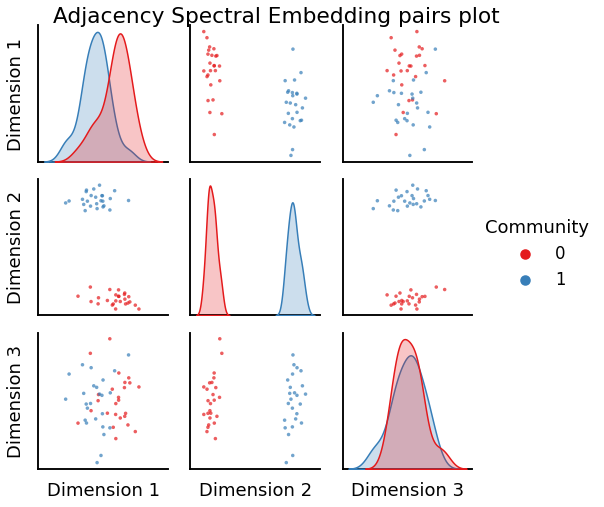 Adjacency Spectral Embedding pairs plot
Dimension 1
Dimension 2
Dimension 3
Community
0
1
Dimension 1
Dimension 2
Dimension 3